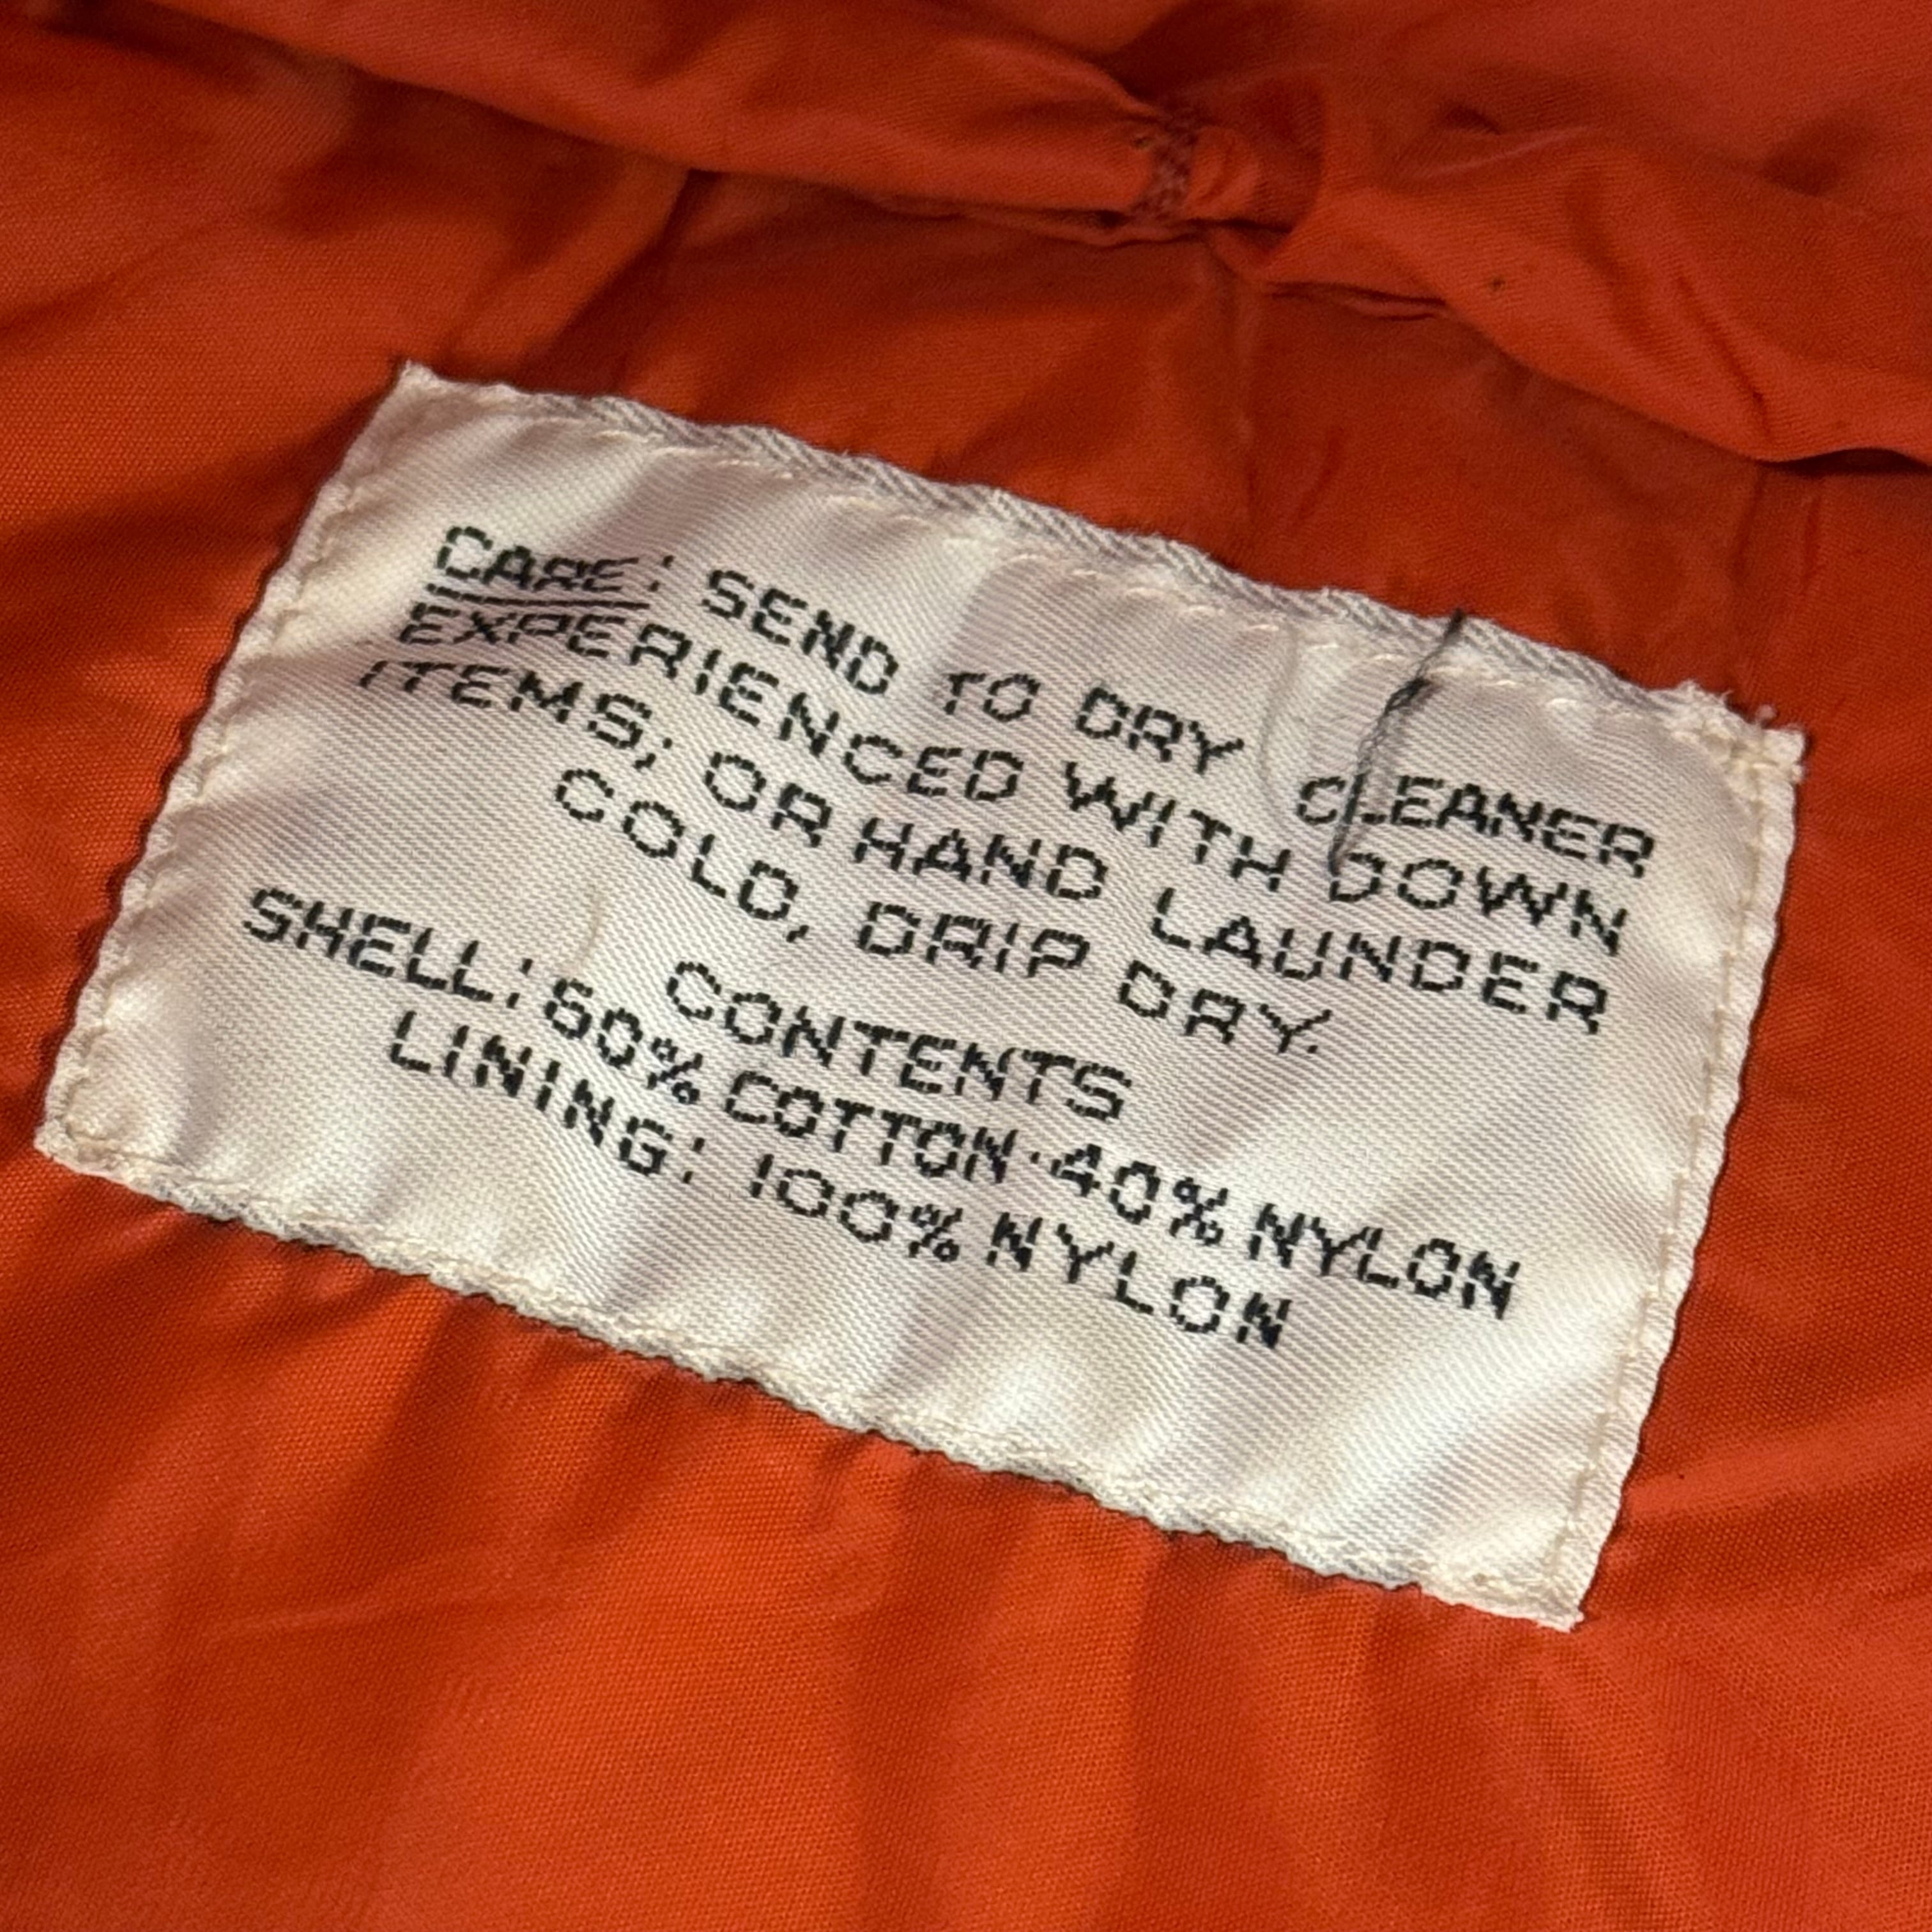 CARE: SEND TO DRY CLEANER
EXPERIENCED WITH DOWN
ITEMS, OR HAND LAUNDER
COLD, DRIP DRY.
CONTENTS
SHELL: 60% COTTON·40% NYLON
LINING: 100% NYLON